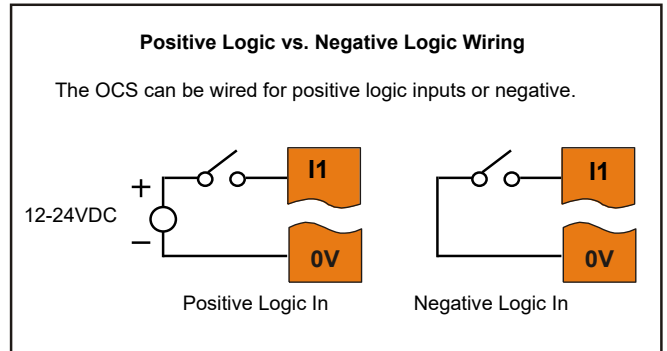 Positive Logic vs. Negative Logic Wiring
The OCS can be wired for positive logic inputs or negative.
I1
I1
+
12-24VDC
–
0V
0V
Positive Logic In
Negative Logic In